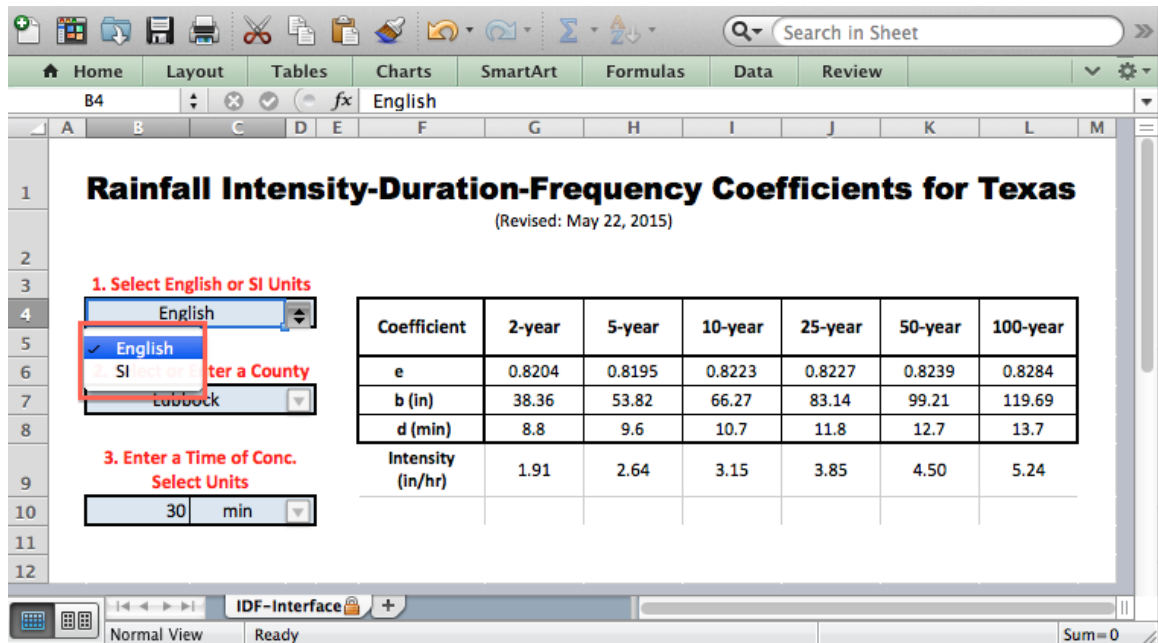 Search in Sheet
Home Layout Tables Charts SmartArt Formulas Data Review
B4 fx English
A B C D E F G H I J K L M
1 Rainfall Intensity-Duration-Frequency Coefficients for Texas
(Revised: May 22, 2015)
2
3 1. Select English or SI Units
4 English
Coefficient 2-year 5-year 10-year 25-year 50-year 100-year
5 ✓ English
6 SI ter a County e 0.8204 0.8195 0.8223 0.8227 0.8239 0.8284
7 Lubbock b (in) 38.36 53.82 66.27 83.14 99.21 119.69
8 d (min) 8.8 9.6 10.7 11.8 12.7 13.7
3. Enter a Time of Conc.
9 Select Units
Intensity
(in/hr) 1.91 2.64 3.15 3.85 4.50 5.24
10 30 min
11
12
IDF-Interface
Normal View Ready Sum=0